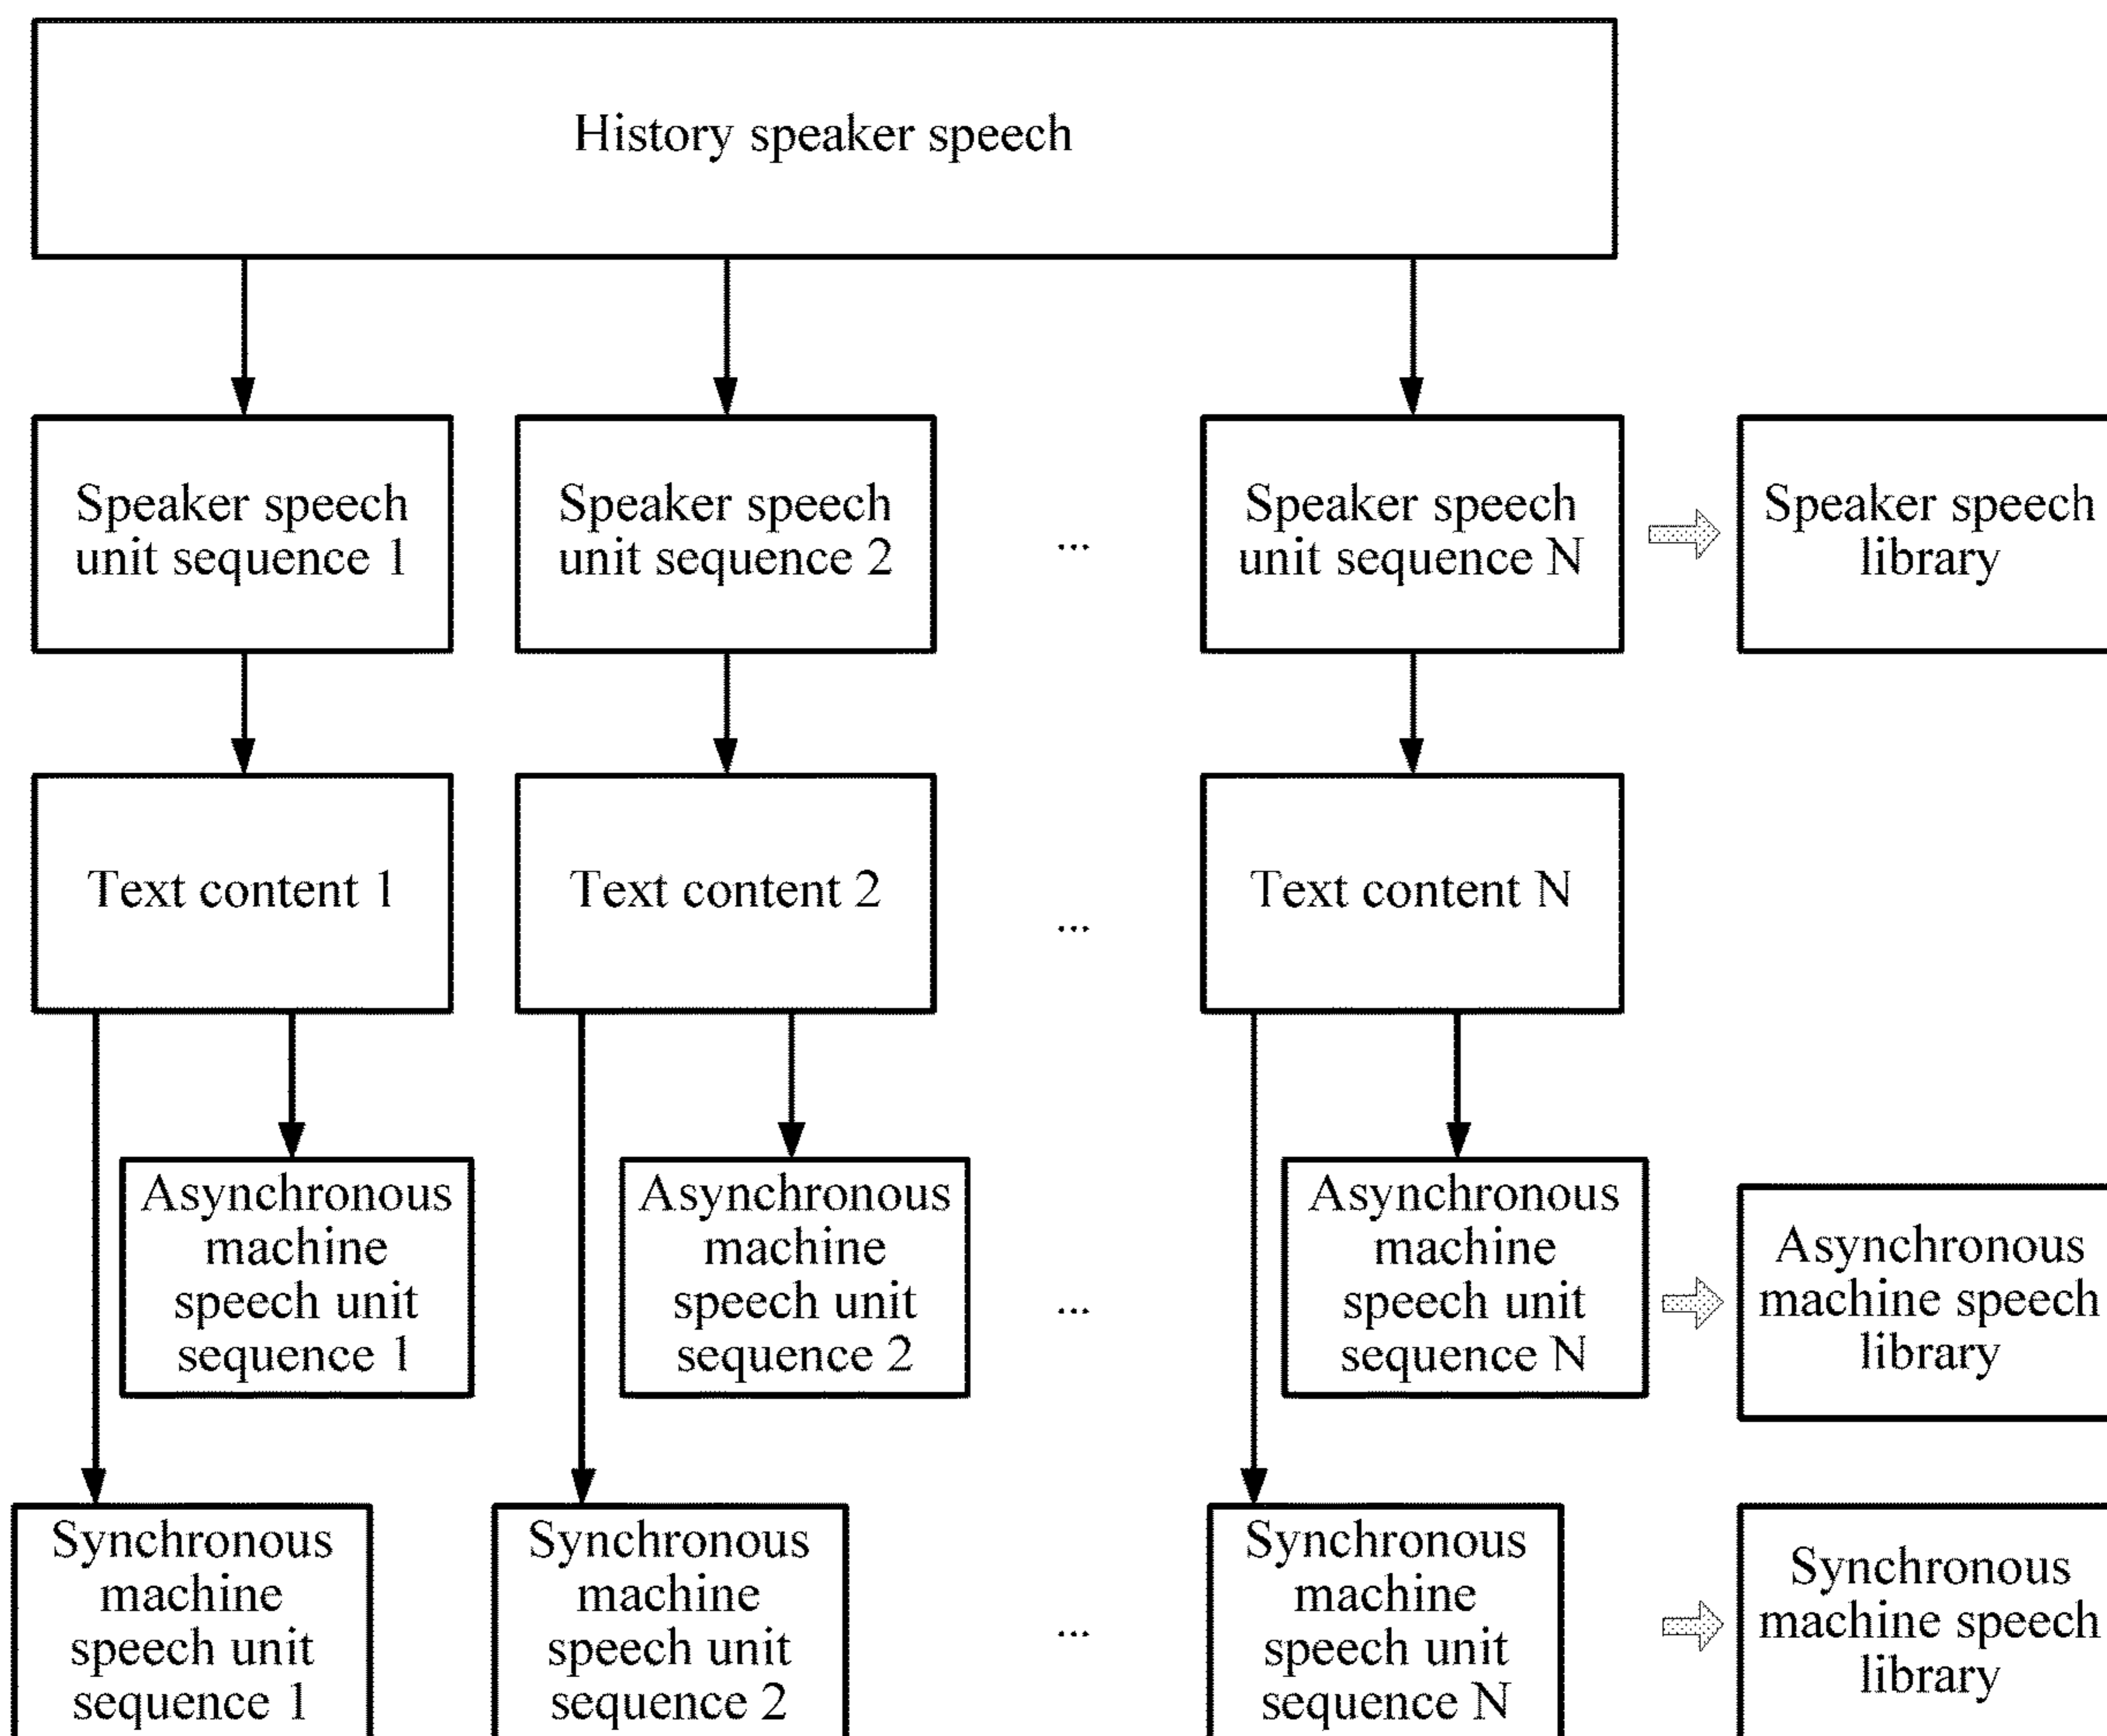 History speaker speech
Speaker speech
unit sequence 1
Speaker speech
unit sequence 2
...
Speaker speech
unit sequence N
Speaker speech
library
Text content 1
Text content 2
...
Text content N
Asynchronous
machine
speech unit
sequence 1
Asynchronous
machine
speech unit
sequence 2
...
Asynchronous
machine
speech unit
sequence N
Asynchronous
machine speech
library
Synchronous
machine
speech unit
sequence 1
Synchronous
machine
speech unit
sequence 2
...
Synchronous
machine
speech unit
sequence N
Synchronous
machine speech
library